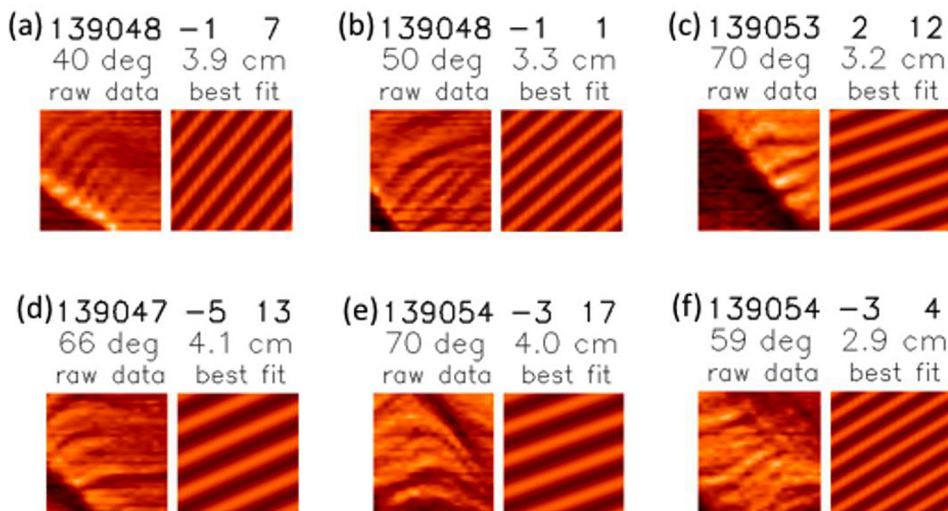 (a) 139048 -1 7
40 deg 3.9 cm
raw data best fit
(b) 139048 -1 1
50 deg 3.3 cm
raw data best fit
(c) 139053 2 12
70 deg 3.2 cm
raw data best fit
(d) 139047 -5 13
66 deg 4.1 cm
raw data best fit
(e) 139054 -3 17
70 deg 4.0 cm
raw data best fit
(f) 139054 -3 4
59 deg 2.9 cm
raw data best fit